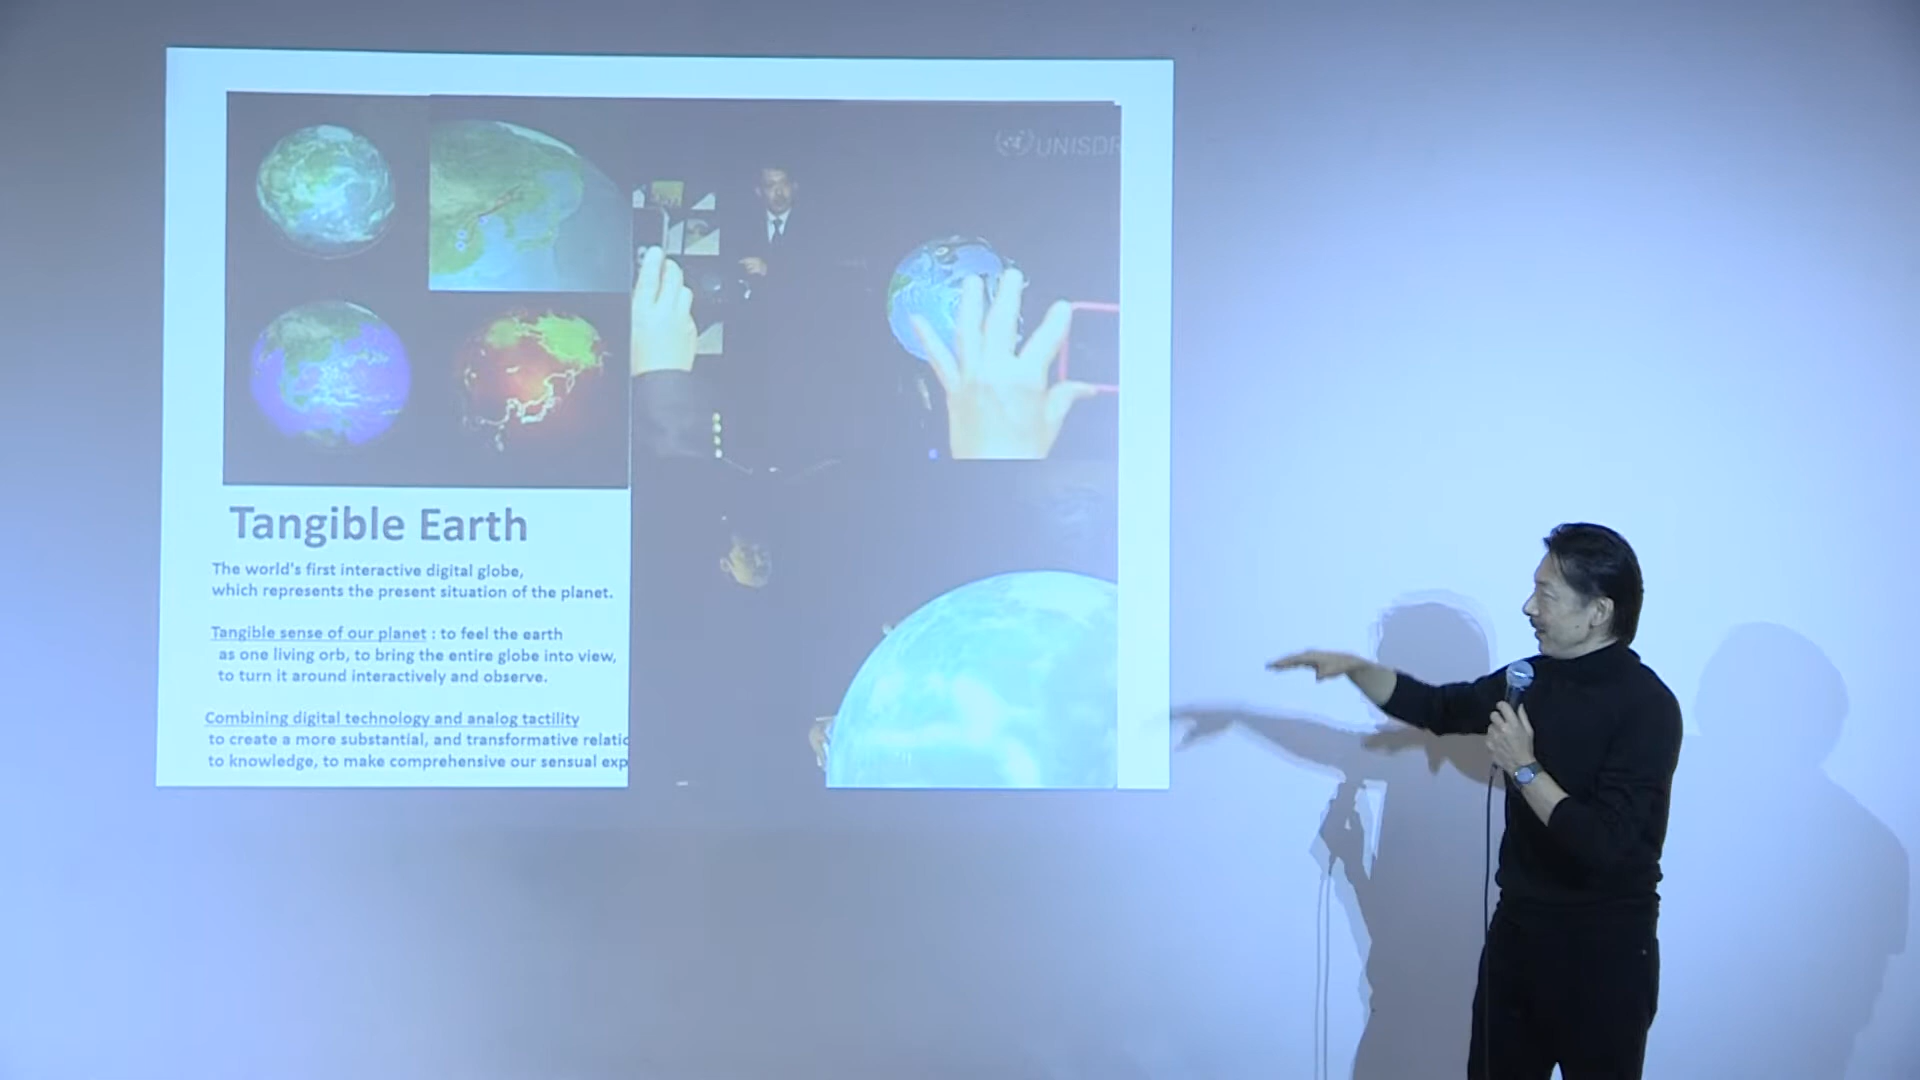 UNISDR
Tangible Earth
The world's first interactive digital globe,
which represents the present situation of the planet.
Tangible sense of our planet : to feel the earth
as one living orb, to bring the entire globe into view,
to turn it around interactively and observe.
Combining digital technology and analog tactility
to create a more substantial, and transformative relatio
to knowledge, to make comprehensive our sensual exp